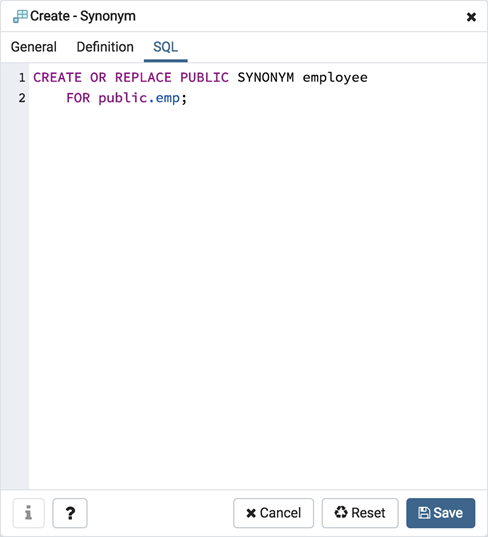 Create - Synonym
General Definition SQL
1 CREATE OR REPLACE PUBLIC SYNONYM employee
2 FOR public.emp;
i ? Cancel Reset Save